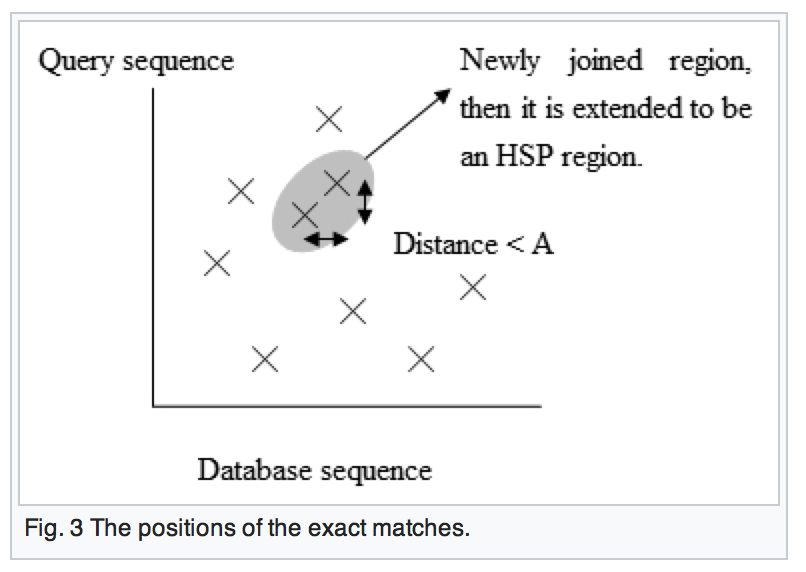 Query sequence
Newly joined region,
then it is extended to be
an HSP region.
Distance < A
Database sequence
Fig. 3 The positions of the exact matches.